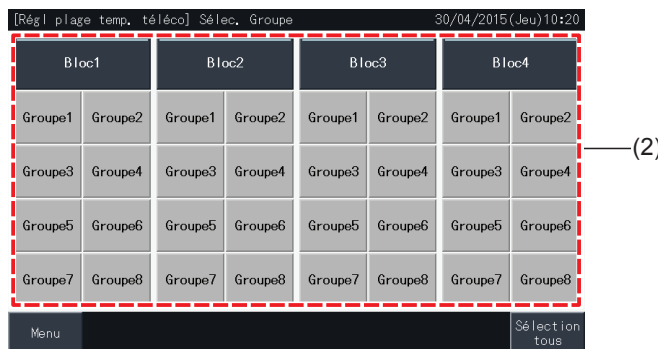 [Régl plage temp. téléco] Sélec. Groupe 30/04/2015(Jeu)10:20
Bloc1 Bloc2 Bloc3 Bloc4
Groupe1 Groupe2 Groupe1 Groupe2 Groupe1 Groupe2 Groupe1 Groupe2
(2)
Groupe3 Groupe4 Groupe3 Groupe4 Groupe3 Groupe4 Groupe3 Groupe4
Groupe5 Groupe6 Groupe5 Groupe6 Groupe5 Groupe6 Groupe5 Groupe6
Groupe7 Groupe8 Groupe7 Groupe8 Groupe7 Groupe8 Groupe7 Groupe8
Menu
Sélection
tous